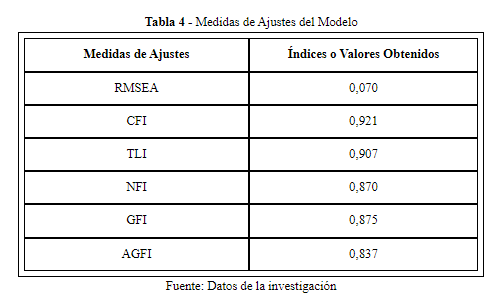 Tabla 4 - Medidas de Ajustes del Modelo
Medidas de Ajustes Índices o Valores Obtenidos
RMSEA 0,070
CFI 0,921
TLI 0,907
NFI 0,870
GFI 0,875
AGFI 0,837
Fuente: Datos de la investigación